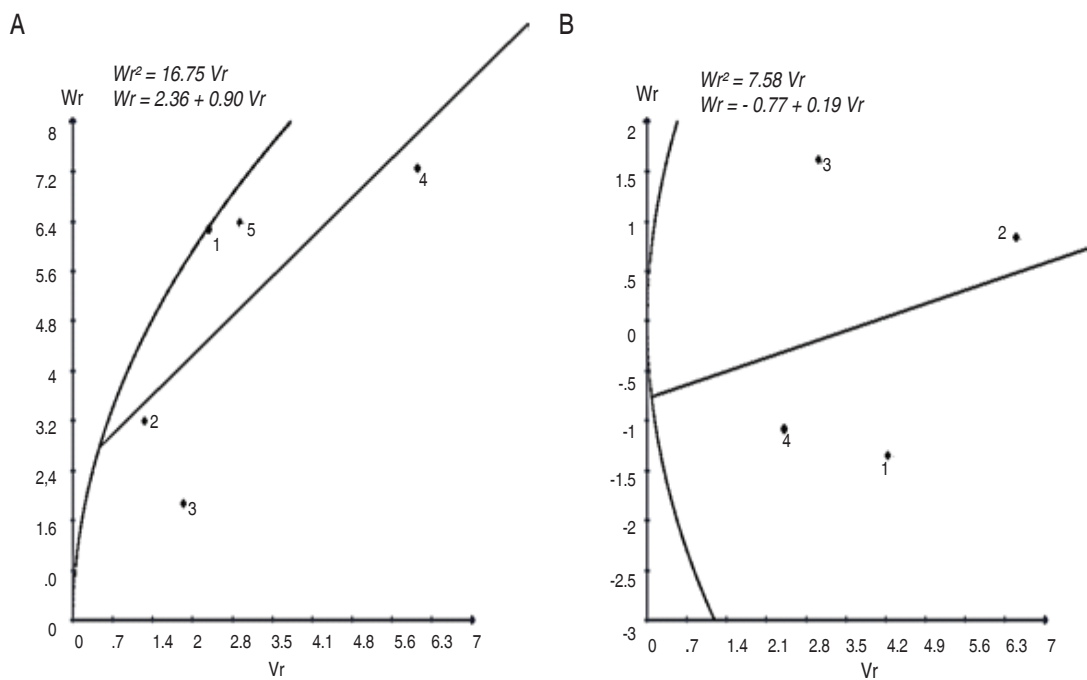 A
Wr² = 16.75 Vr
Wr = 2.36 + 0.90 Vr
Wr
8
7.2
6.4
5.6
4.8
4
3.2
2.4
1.6
.0
0
1
5
4
2
3
0 .7 1.4 2 2.8 3.5 4.1 4.8 5.6 6.3 7
Vr
B
Wr² = 7.58 Vr
Wr = - 0.77 + 0.19 Vr
Wr
2
1.5
1
.5
0
-.5
-1
-1.5
-2
-2.5
-3
3
2
4
1
0 .7 1.4 2.1 2.8 3.5 4.2 4.9 5.6 6.3 7
Vr